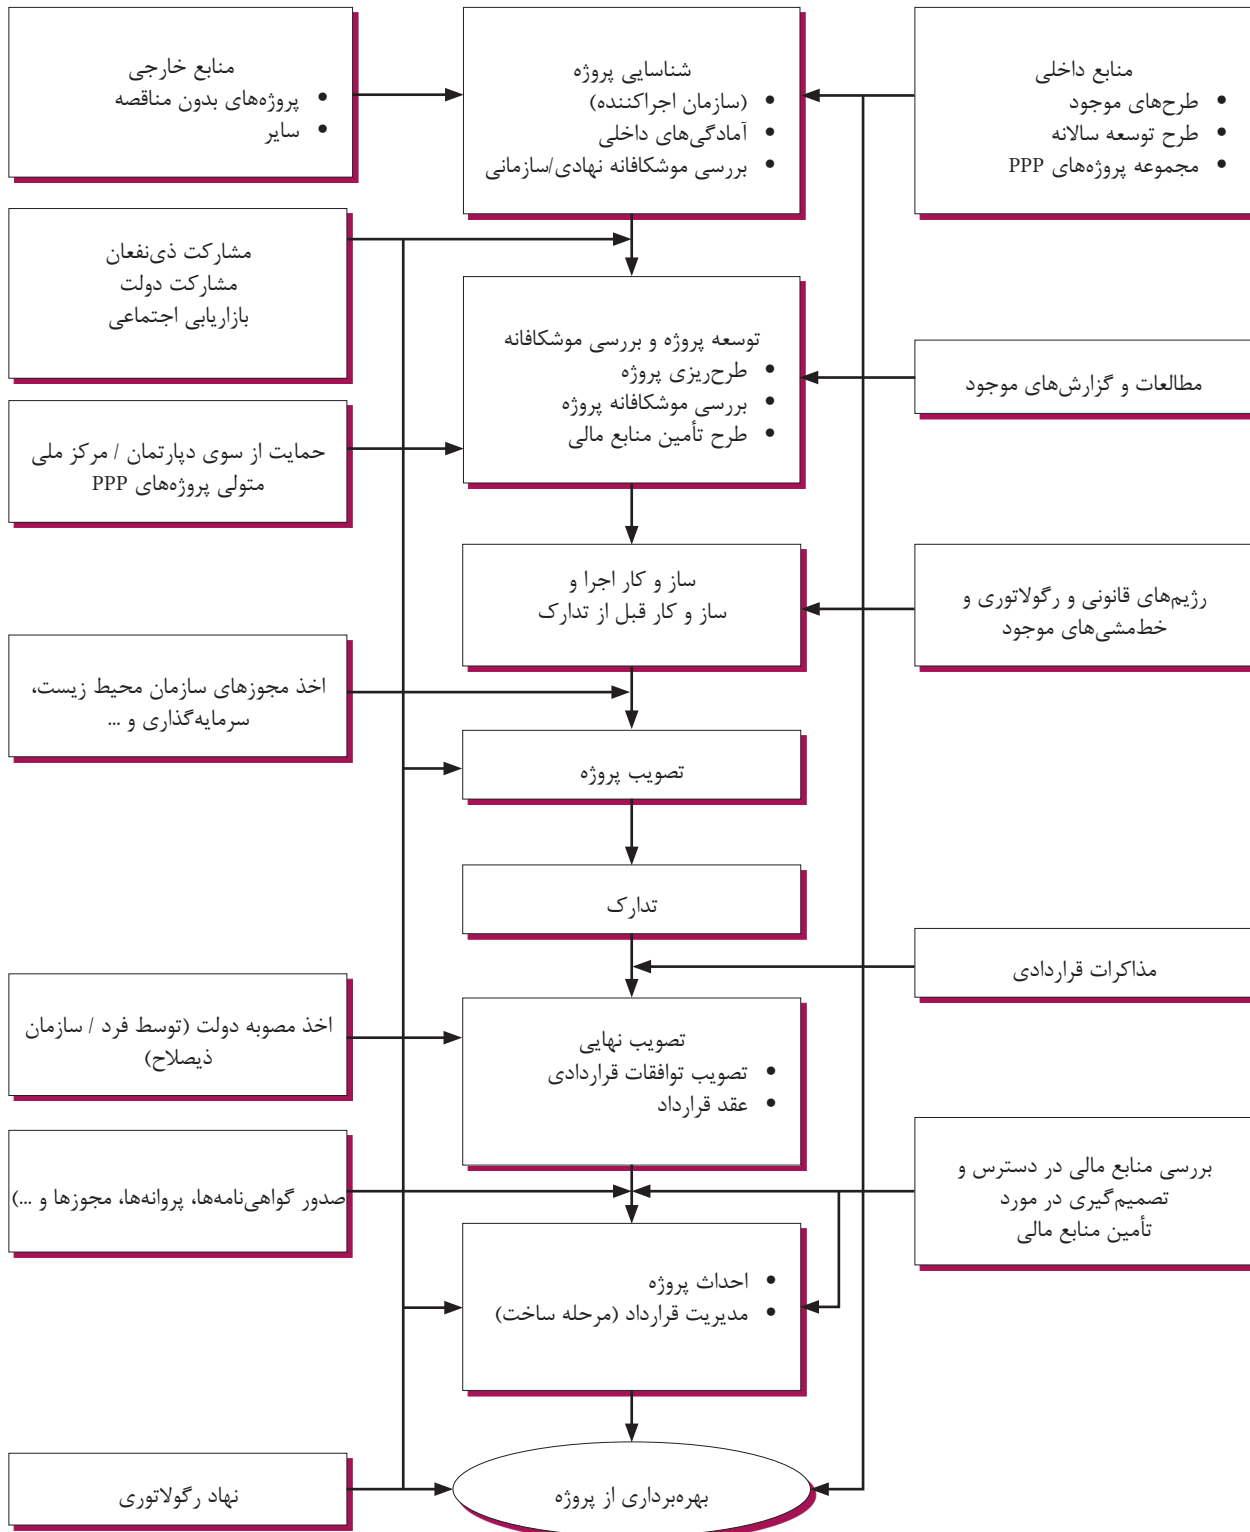 منابع داخلی
• طرح‌های موجود
• طرح توسعه سالانه
• مجموعه پروژه‌های PPP
شناسایی پروژه
• (سازمان اجراکننده)
• آمادگی‌های داخلی
• بررسی موشکافانه نهادی/سازمانی
منابع خارجی
• پروژه‌های بدون مناقصه
• سایر
مشارکت ذی‌نفعان
مشارکت دولت
بازاریابی اجتماعی
توسعه پروژه و بررسی موشکافانه
• طرح‌ریزی پروژه
• بررسی موشکافانه پروژه
• طرح تأمین منابع مالی
مطالعات و گزارش‌های موجود
حمایت از سوی دپارتمان / مرکز ملی
متولی پروژه‌های PPP
ساز و کار اجرا و
ساز و کار قبل از تدارک
رژیم‌های قانونی و رگولاتوری و
خط‌مشی‌های موجود
اخذ مجوزهای سازمان محیط زیست،
سرمایه‌گذاری و ...
تصویب پروژه
تدارک
مذاکرات قراردادی
اخذ مصوبه دولت (توسط فرد / سازمان
ذیصلاح)
تصویب نهایی
• تصویب توافقات قراردادی
• عقد قرارداد
بررسی منابع مالی در دسترس و
تصمیم‌گیری در مورد
تأمین منابع مالی
صدور گواهی‌نامه‌ها، پروانه‌ها، مجوزها و ...)
• احداث پروژه
• مدیریت قرارداد (مرحله ساخت)
نهاد رگولاتوری
بهره‌برداری از پروژه